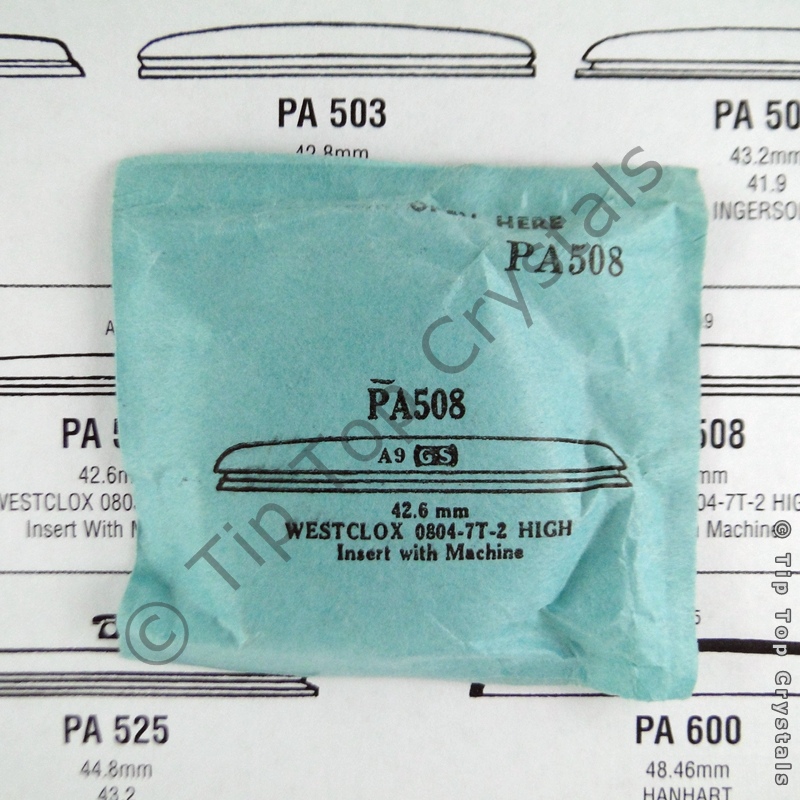 PA 503
42.8mm
PA 50
43.2mm
41.9
INGERSO
OPEN HERE
PA508
A
9
PA508
A9 GS
42.6 mm
WESTCLOX 0804-7T-2 HIGH
Insert with Machine
PA 5
42.6m
WESTCLOX 080
Insert With M
508
mm
04-7T-2 HIG
Machine
5
PA 525
44.8mm
43.2
PA 600
48.46mm
HANHART
© Tip Top Crystals
© Tip Top Crystals